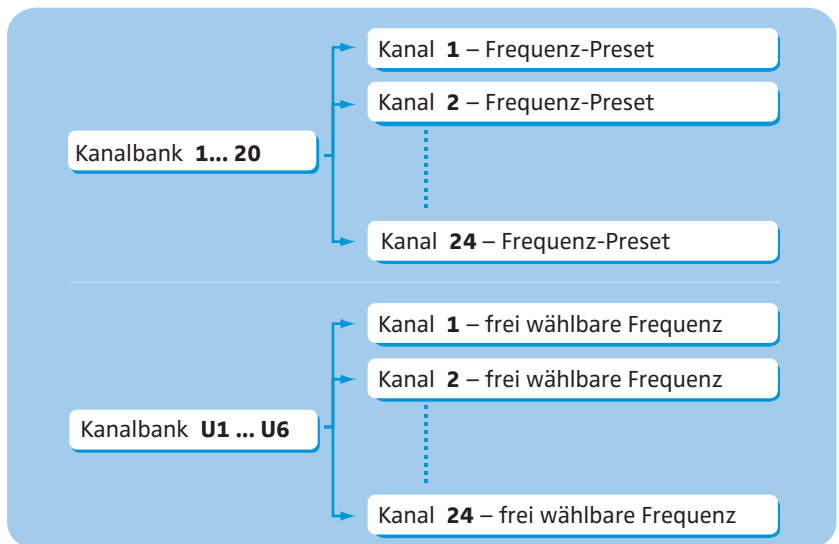 Kanal 1 – Frequenz-Preset
Kanal 2 – Frequenz-Preset
Kanalbank 1... 20
Kanal 24 – Frequenz-Preset
Kanal 1 – frei wählbare Frequenz
Kanal 2 – frei wählbare Frequenz
Kanalbank U1 ... U6
Kanal 24 – frei wählbare Frequenz